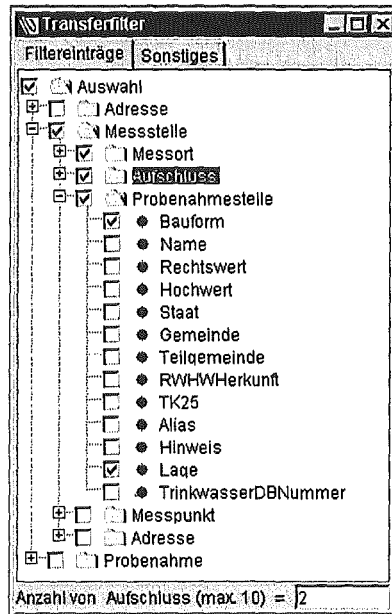 Transferfilter
Filtereinträge Sonstiges
Auswahl
Adresse
Messstelle
Messort
Aufschluss
Probenahmestelle
Bauform
Name
Rechtswert
Hochwert
Staat
Gemeinde
Teilgemeinde
RWHWHerkunft
TK25
Alias
Hinweis
Lage
TrinkwasserDBNummer
Messpunkt
Adresse
Probenahme
Anzahl von Aufschluss (max. 10) = 2